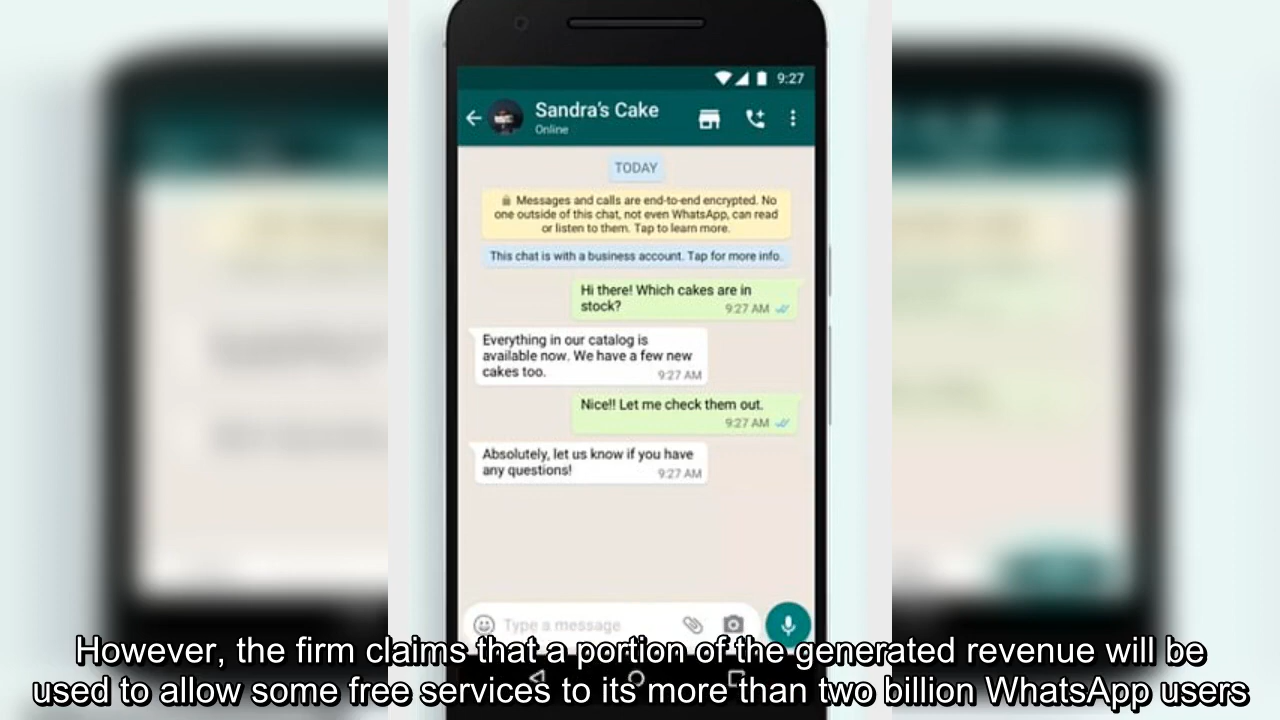 9:27
Sandra's Cake
Online
TODAY
Messages and calls are end-to-end encrypted. No
one outside of this chat, not even WhatsApp, can read
or listen to them. Tap to learn more.
This chat is with a business account. Tap for more info.
Hi there! Which cakes are in
stock?
9:27 AM
Everything in our catalog is
available now. We have a few new
cakes too.
9:27 AM
Nice!! Let me check them out.
9:27 AM
Absolutely, let us know if you have
any questions!
9:27 AM
Type a message
However, the firm claims that a portion of the generated revenue will be
used to allow some free services to its more than two billion WhatsApp users